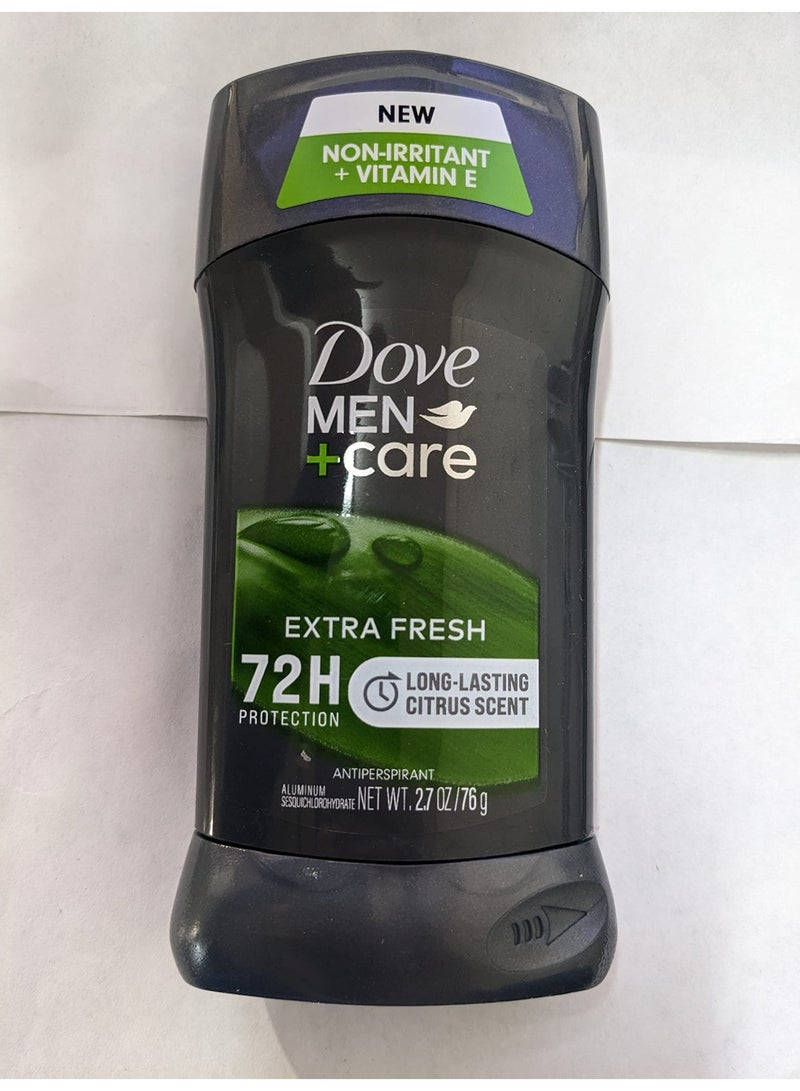 NEW
NON-IRRITANT
+ VITAMIN E
Dove
MEN
+care
EXTRA FRESH
72H
PROTECTION
LONG-LASTING
CITRUS SCENT
ANTIPERSPIRANT
ALUMINUM
SESQUICHLOROHYDRATE
NET WT. 2.7 OZ/76 g